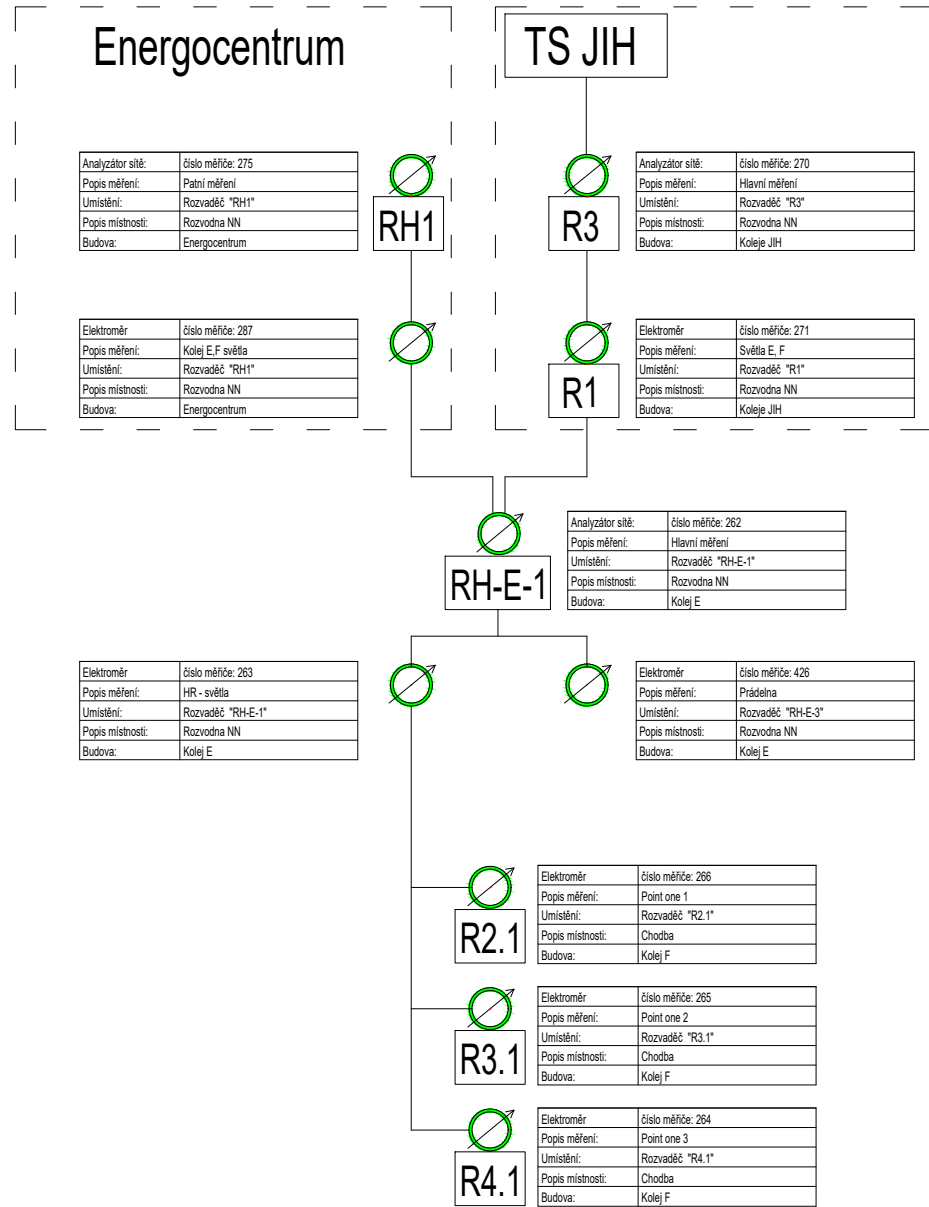 Energocentrum
TS JIH
Analyzátor sítě: číslo měřiče: 275
Popis měření: Patní měření
Umístění: Rozvaděč "RH1"
Popis místnosti: Rozvodna NN
Budova: Energocentrum
RH1
R3
Analyzátor sítě: číslo měřiče: 270
Popis měření: Hlavní měření
Umístění: Rozvaděč "R3"
Popis místnosti: Rozvodna NN
Budova: Koleje JIH
Elektroměr číslo měřiče: 287
Popis měření: Kolej E,F světla
Umístění: Rozvaděč "RH1"
Popis místnosti: Rozvodna NN
Budova: Energocentrum
R1
Elektroměr číslo měřiče: 271
Popis měření: Světla E, F
Umístění: Rozvaděč "R1"
Popis místnosti: Rozvodna NN
Budova: Koleje JIH
RH-E-1
Analyzátor sítě: číslo měřiče: 262
Popis měření: Hlavní měření
Umístění: Rozvaděč "RH-E-1"
Popis místnosti: Rozvodna NN
Budova: Kolej E
Elektroměr číslo měřiče: 263
Popis měření: HR - světla
Umístění: Rozvaděč "RH-E-1"
Popis místnosti: Rozvodna NN
Budova: Kolej E
Elektroměr číslo měřiče: 426
Popis měření: Prádelna
Umístění: Rozvaděč "RH-E-3"
Popis místnosti: Rozvodna NN
Budova: Kolej E
R2.1
Elektroměr číslo měřiče: 266
Popis měření: Point one 1
Umístění: Rozvaděč "R2.1"
Popis místnosti: Chodba
Budova: Kolej F
R3.1
Elektroměr číslo měřiče: 265
Popis měření: Point one 2
Umístění: Rozvaděč "R3.1"
Popis místnosti: Chodba
Budova: Kolej F
R4.1
Elektroměr číslo měřiče: 264
Popis měření: Point one 3
Umístění: Rozvaděč "R4.1"
Popis místnosti: Chodba
Budova: Kolej F